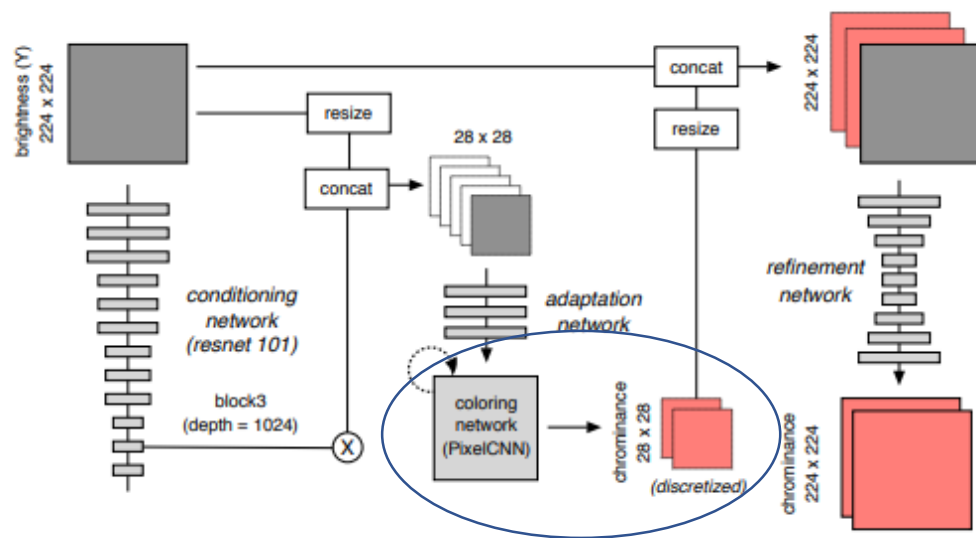 brightness (Y)
224 x 224
resize
concat
28 x 28
conditioning
network
(resnet 101)
block3
(depth = 1024)
X
adaptation
network
coloring
network
(PixelCNN)
chrominance
28 x 28
(discretized)
concat
resize
224 x 224
refinement
network
chrominance
224 x 224